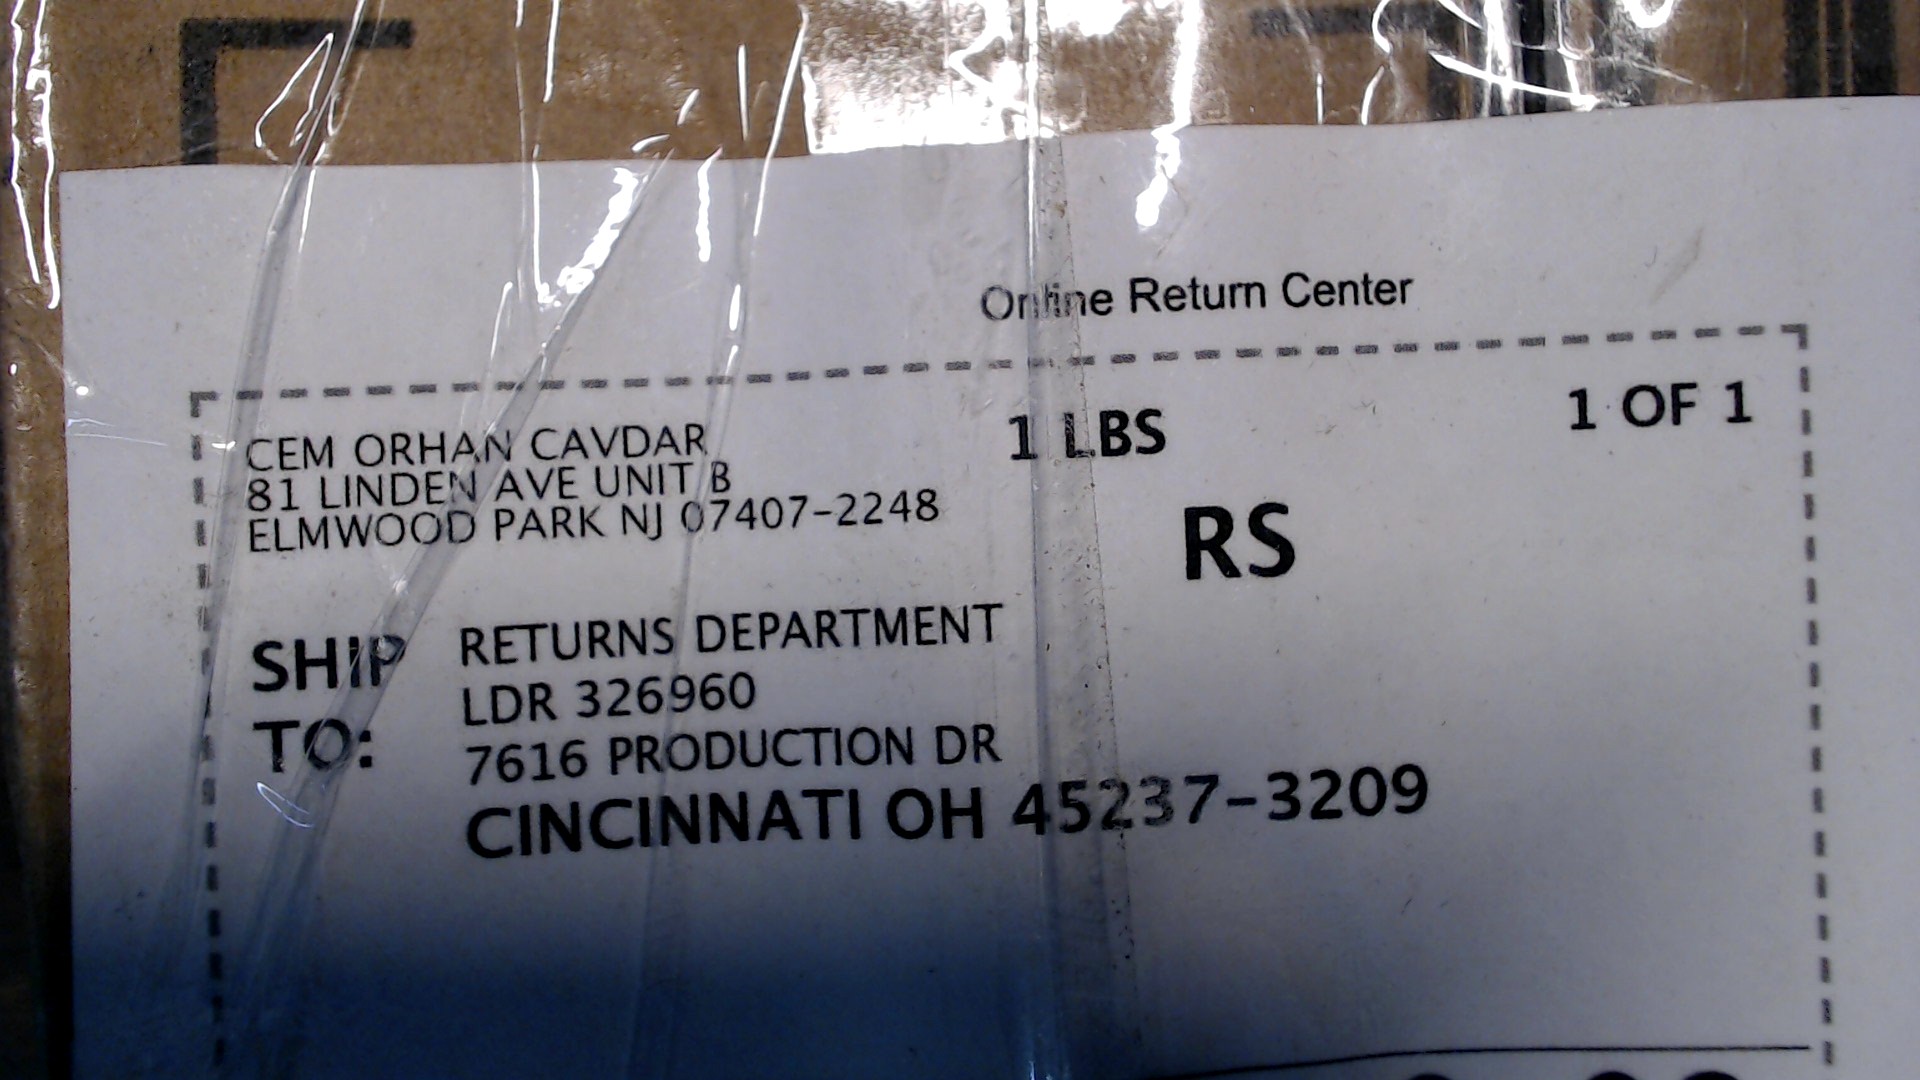 Online Return Center
CEM ORHAN CAVDAR
81 LINDEN AVE UNIT B
ELMWOOD PARK NJ 07407-2248
1 LBS
1 OF 1
RS
SHIP TO:
RETURNS DEPARTMENT
LDR 326960
7616 PRODUCTION DR
CINCINNATI OH 45237-3209